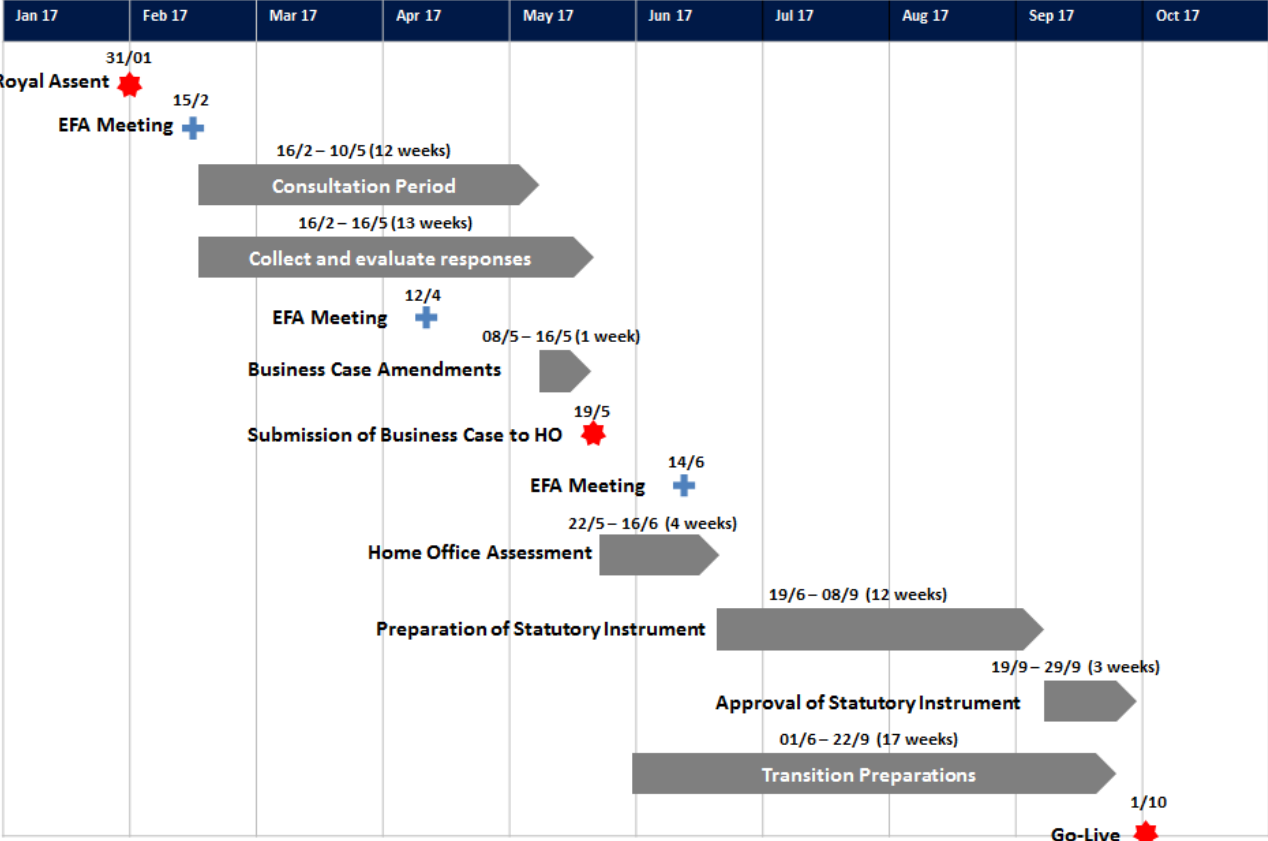 Jan 17 Feb 17 Mar 17 Apr 17 May 17 Jun 17 Jul 17 Aug 17 Sep 17 Oct 17
31/01
Royal Assent
15/2
EFA Meeting
16/2 – 10/5 (12 weeks)
Consultation Period
16/2 – 16/5 (13 weeks)
Collect and evaluate responses
12/4
EFA Meeting
08/5 – 16/5 (1 week)
Business Case Amendments
19/5
Submission of Business Case to HO
14/6
EFA Meeting
22/5 – 16/6 (4 weeks)
Home Office Assessment
19/6 – 08/9 (12 weeks)
Preparation of Statutory Instrument
19/9 – 29/9 (3 weeks)
Approval of Statutory Instrument
01/6 – 22/9 (17 weeks)
Transition Preparations
1/10
Go-Live